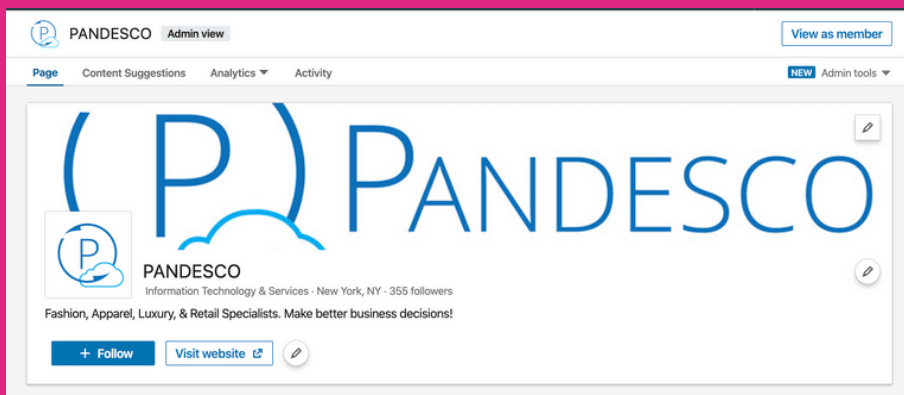 P PANDESCO Admin view View as member
Page Content Suggestions Analytics Activity NEW Admin tools
(P) PANDESCO
P
PANDESCO
Information Technology & Services · New York, NY · 355 followers
Fashion, Apparel, Luxury, & Retail Specialists. Make better business decisions!
+ Follow Visit website